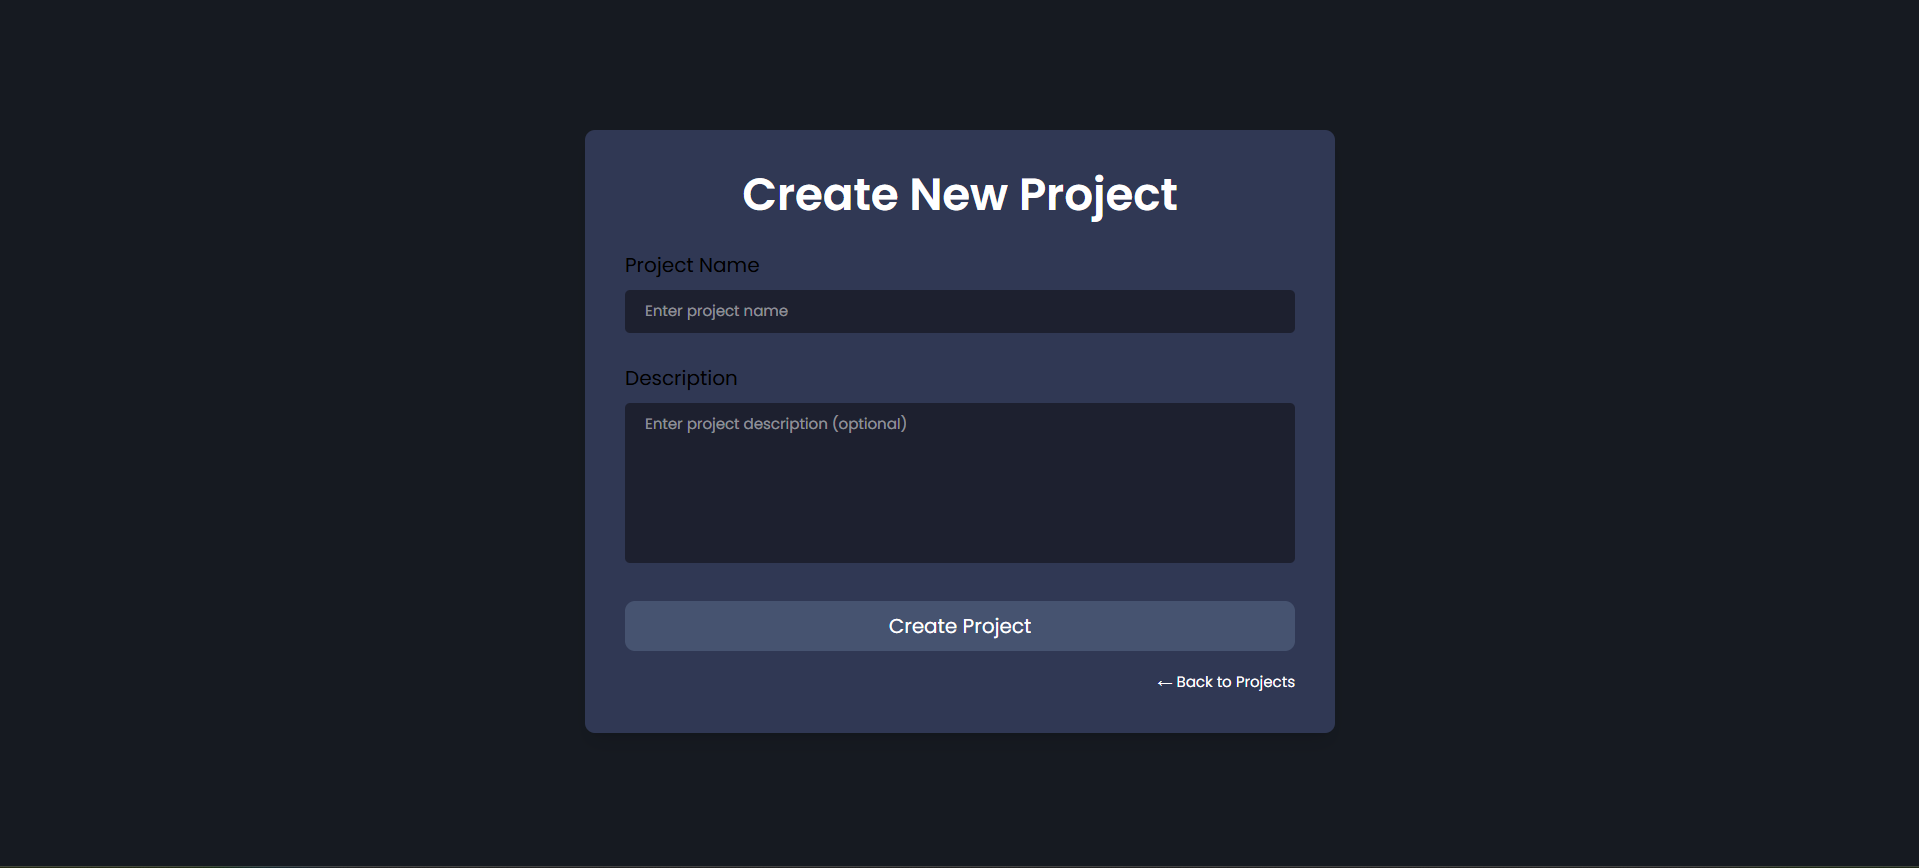 Create New Project
Project Name
Enter project name
Description
Enter project description (optional)
Create Project
← Back to Projects